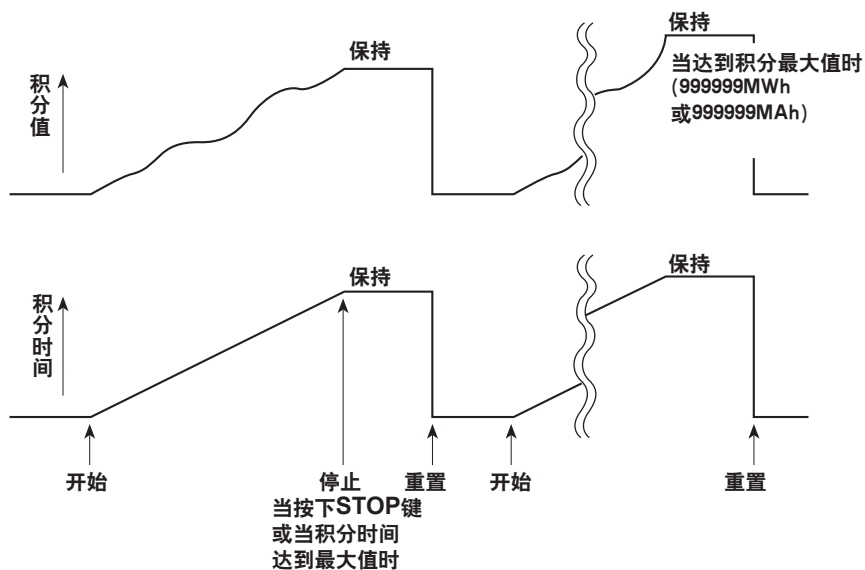 积分值
保持
保持
当达到积分最大值时
(999999MWh
或999999MAh)
积分时间
保持
保持
开始
停止
当按下STOP键
或当积分时间
达到最大值时
重置
开始
重置